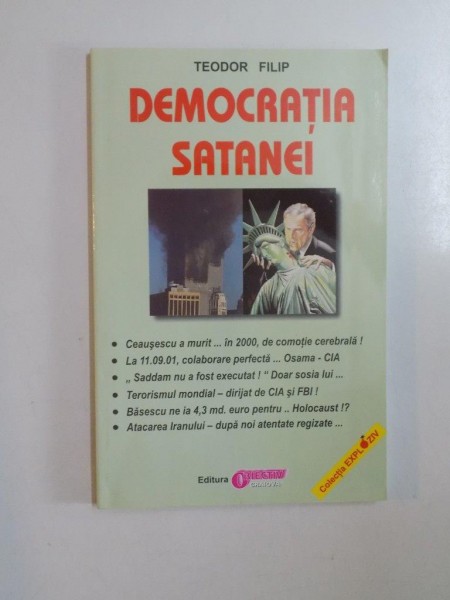 TEODOR FILIP
DEMOCRAȚIA
SATANEI
• Ceaușescu a murit ... în 2000, de comoție cerebrală !
• La 11.09.01, colaborare perfectă ... Osama - CIA
• „ Saddam nu a fost executat ! “ Doar sosia lui ...
• Terorismul mondial – dirijat de CIA și FBI !
• Băsescu ne ia 4,3 md. euro pentru .. Holocaust !?
• Atacarea Iranului – după noi atentate regizate ...
Colecția EXPLOZIV
Editura OBIECTIV
CRAIOVA